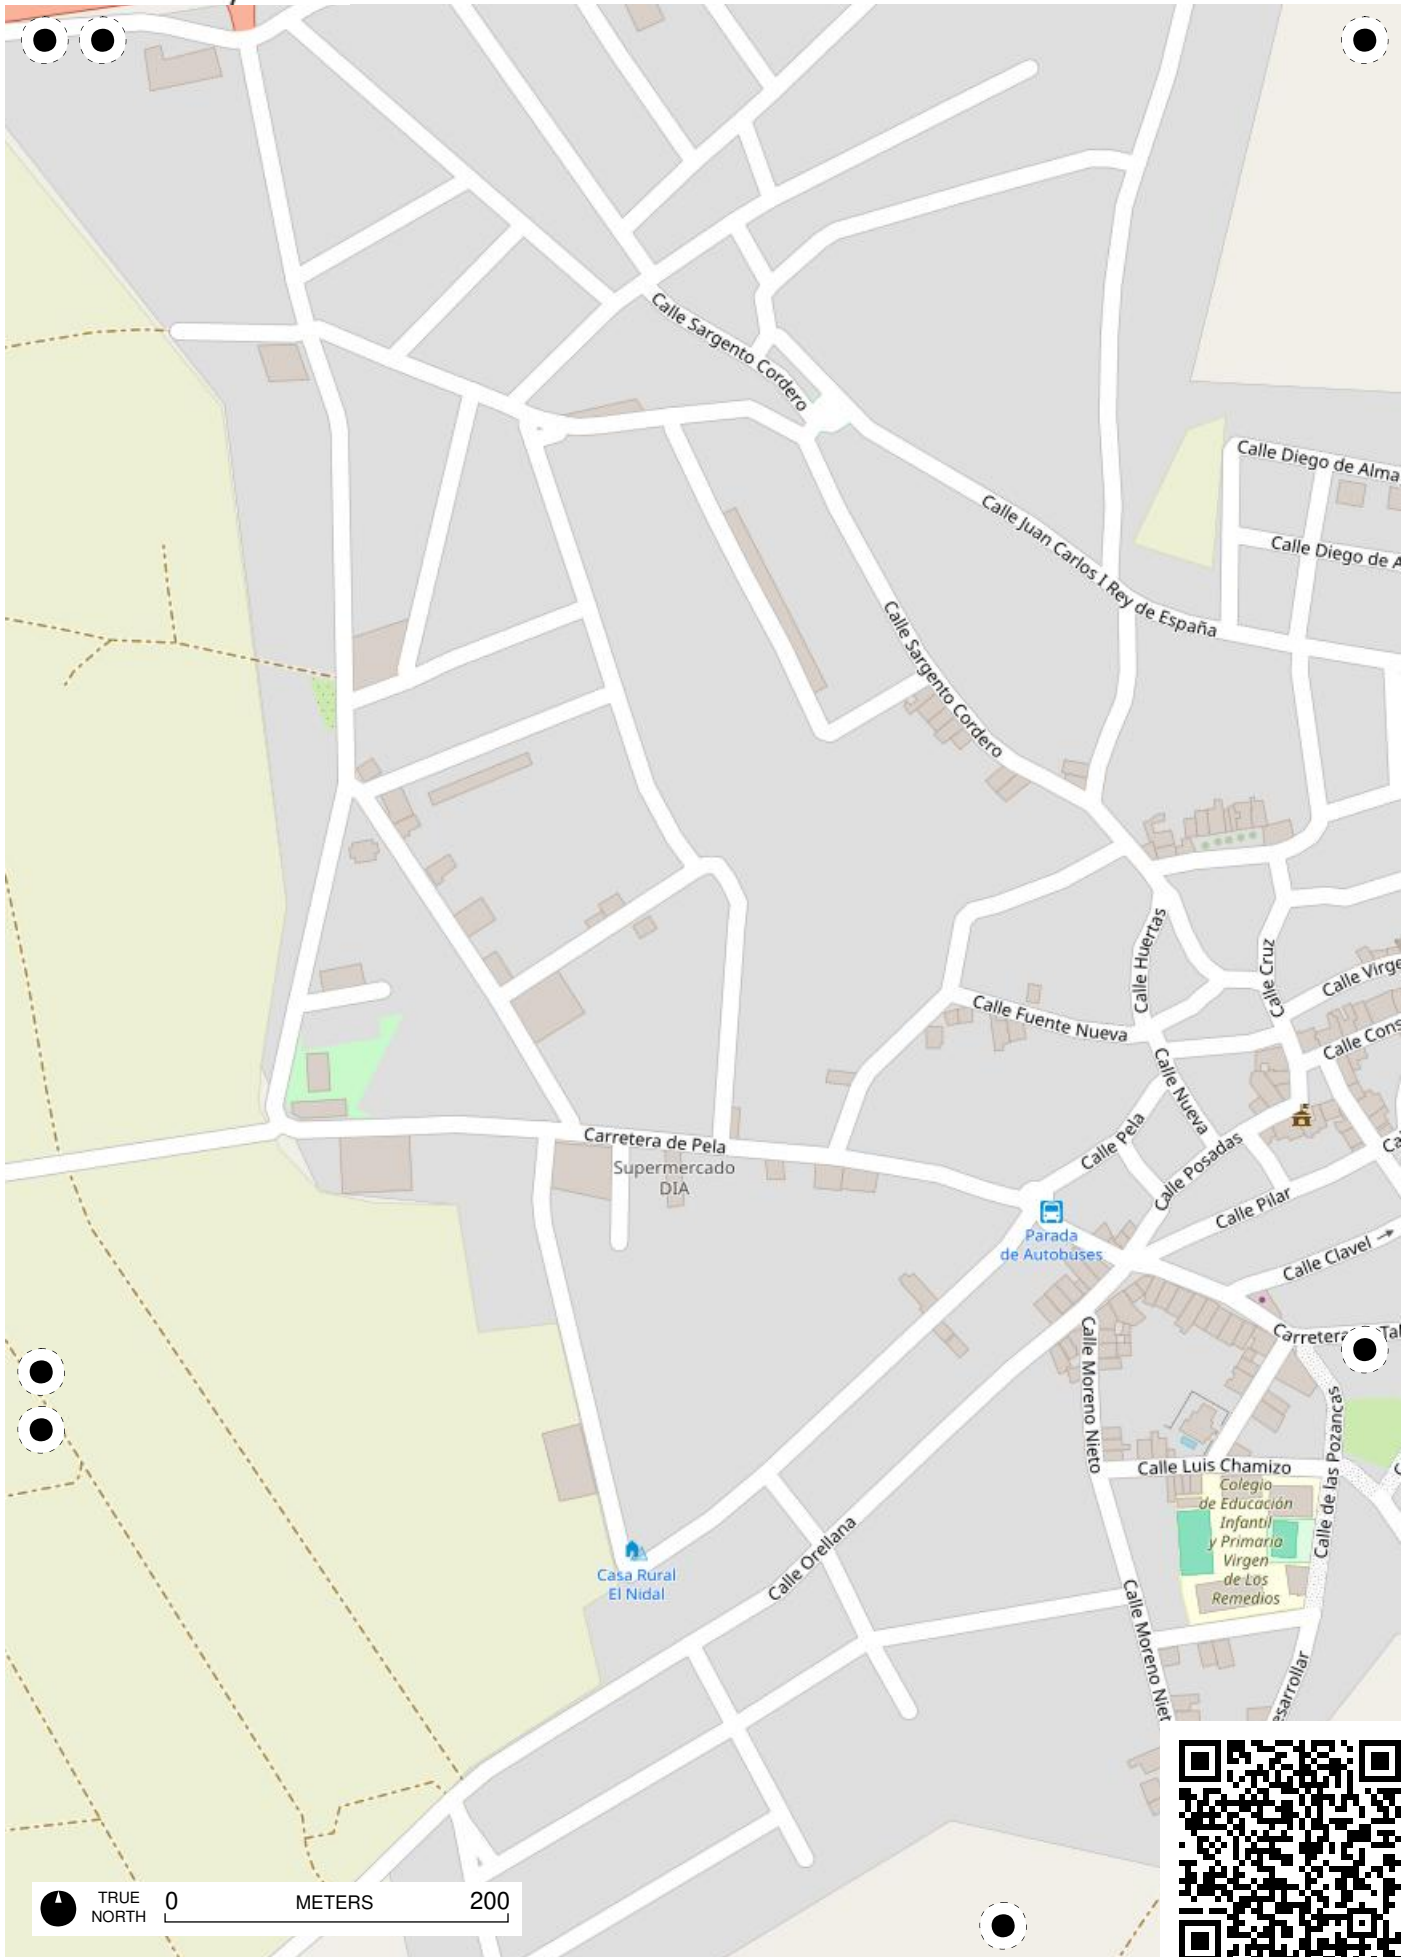 Calle Sargento Cordero
Calle Diego de Alma
Calle Juan Carlos I Rey de España
Calle Diego de A
Calle Sargento Cordero
Calle Huertas
Calle Cruz
Calle Virge
Calle Fuente Nueva
Calle Cons
Calle Nueva
Calle Pela
Carretera de Pela
Supermercado
DIA
Calle Posadas
Cal
Calle Pilar
Parada
de Autobuses
Calle Clavel →
Carretera
Tal
Calle Moreno Nieto
Calle de las Pozancas
Calle Luis Chamizo
C
Colegio
de Educación
Infantil
y Primaria
Virgen
de Los
Remedios
Calle Orellana
Casa Rural
El Nidal
Calle Moreno Niet
esarrollar
TRUE
NORTH
0 METERS 200